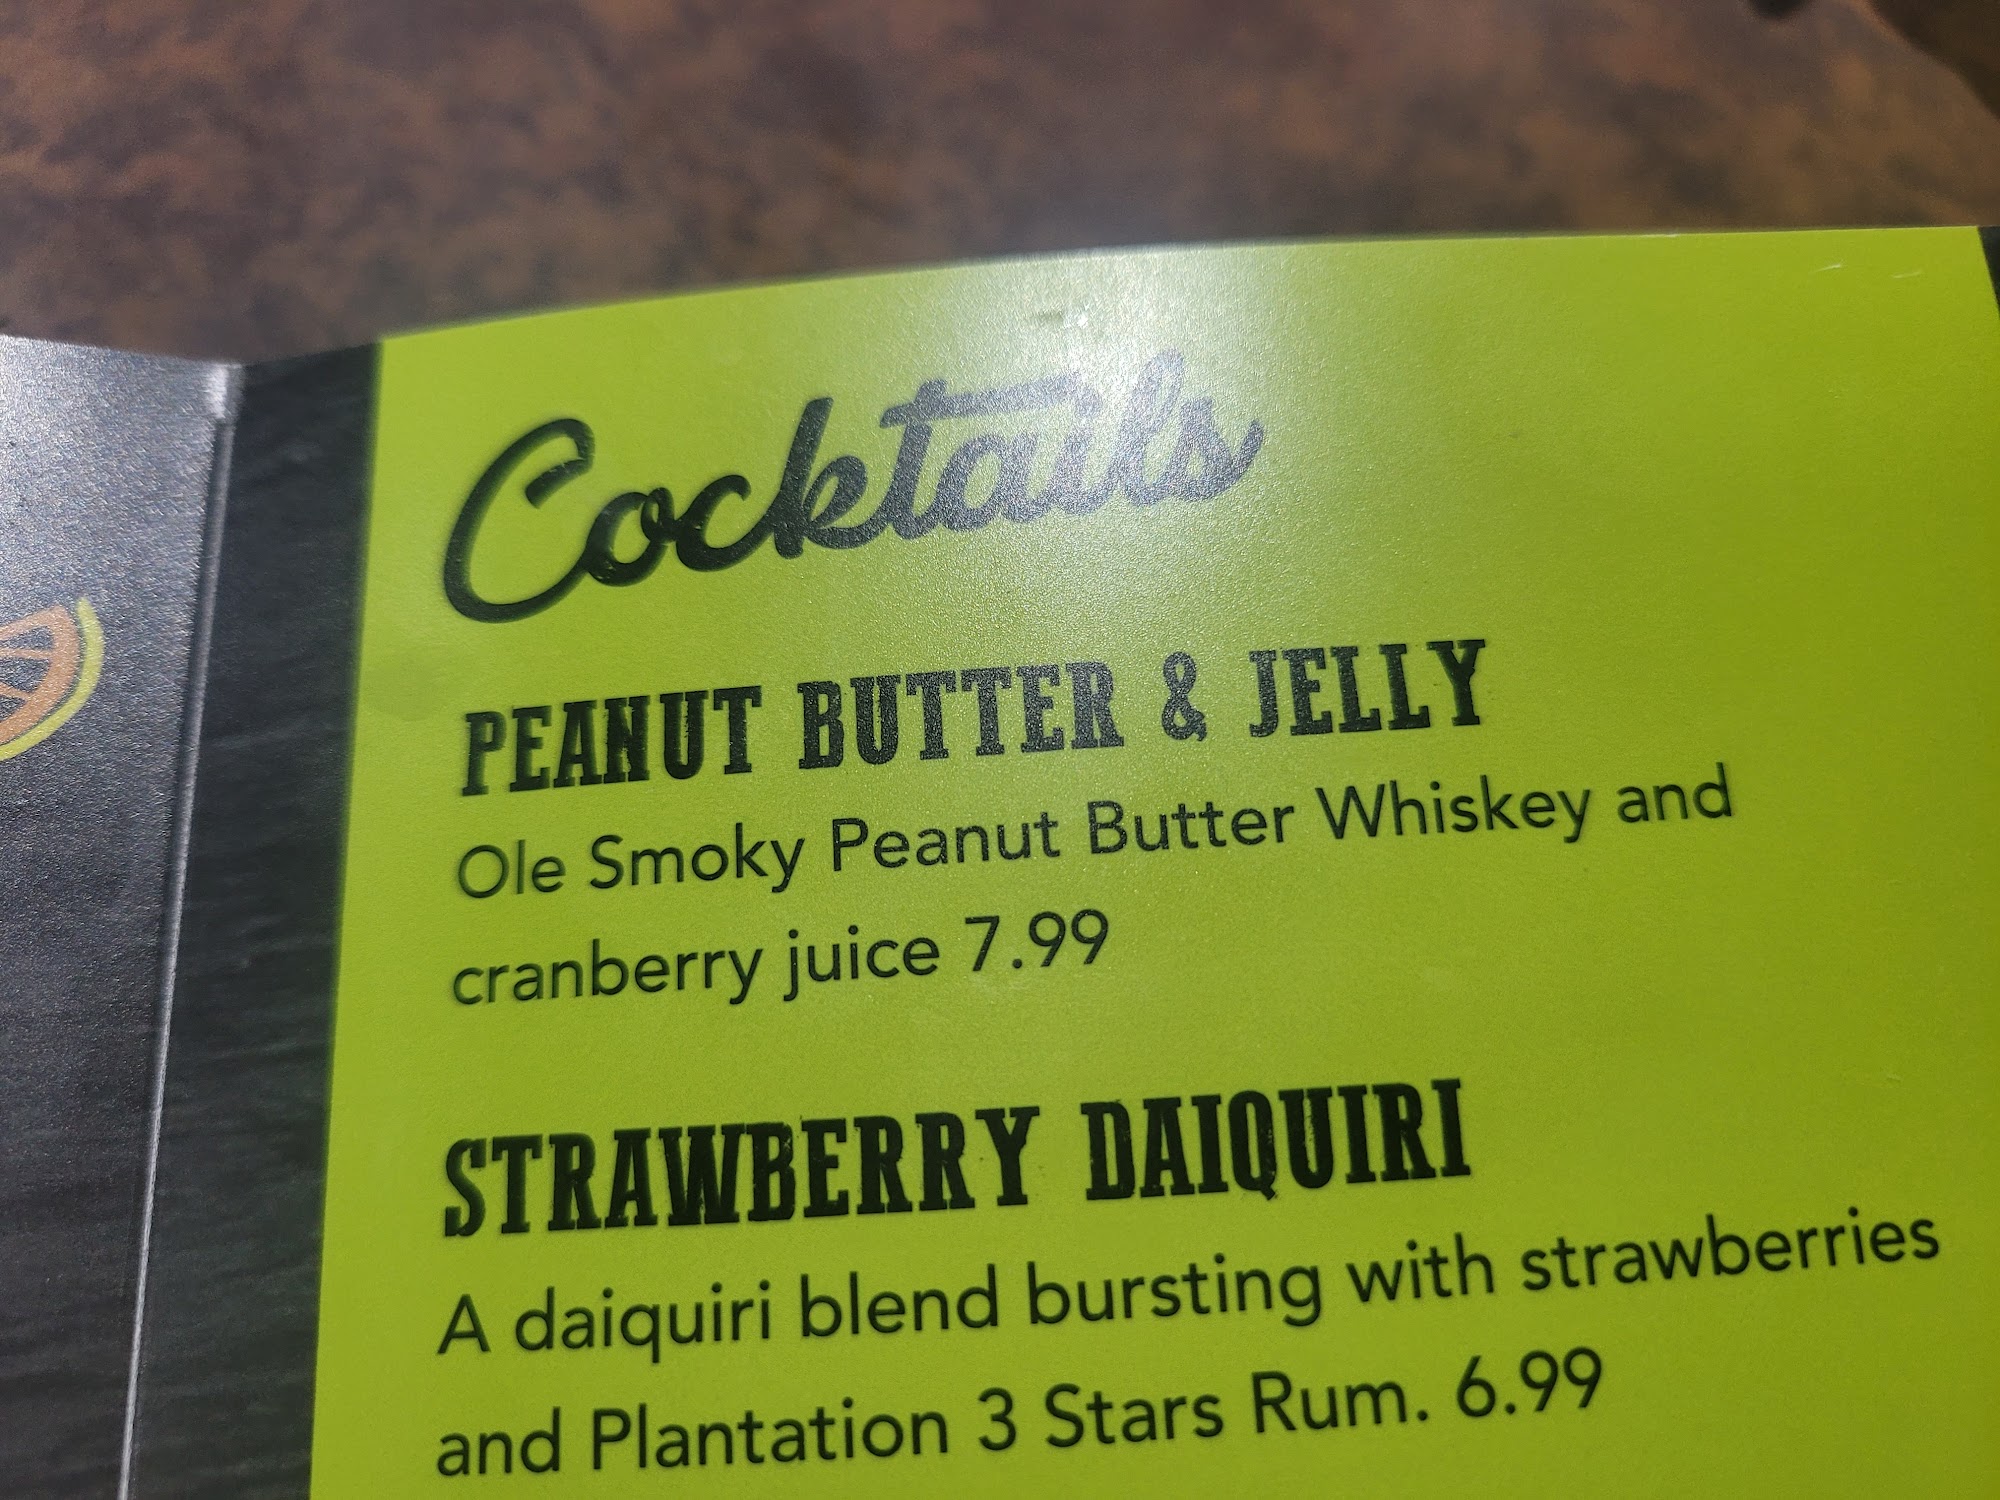 Cocktails
PEANUT BUTTER & JELLY
Ole Smoky Peanut Butter Whiskey and
cranberry juice 7.99
STRAWBERRY DAIQUIRI
A daiquiri blend bursting with strawberries
and Plantation 3 Stars Rum. 6.99